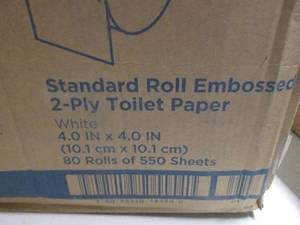 Standard Roll Embossed
2-Ply Toilet Paper
White
4.0 IN x 4.0 IN
(10.1 cm x 10.1 cm)
80 Rolls of 550 Sheets